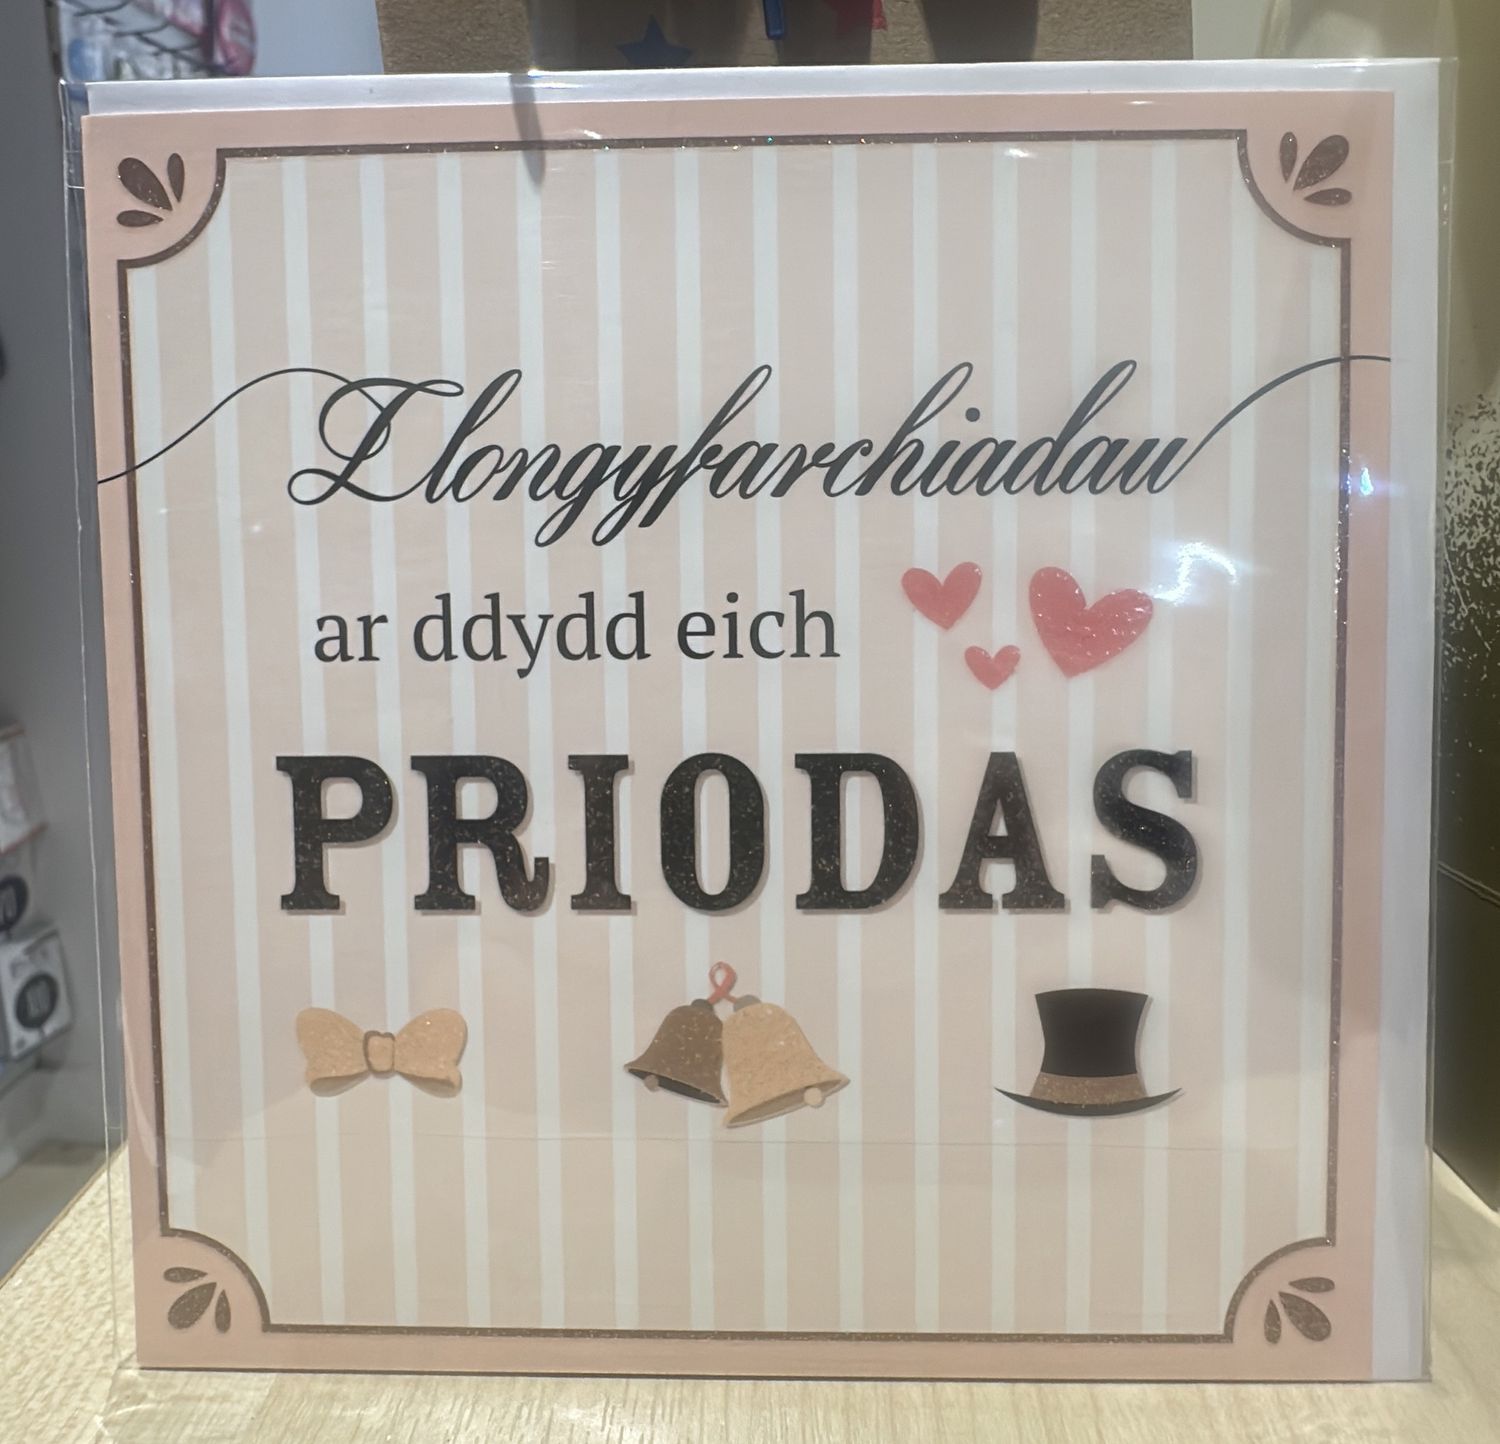 Llongyfarchiadau
ar ddydd eich
PRIODAS